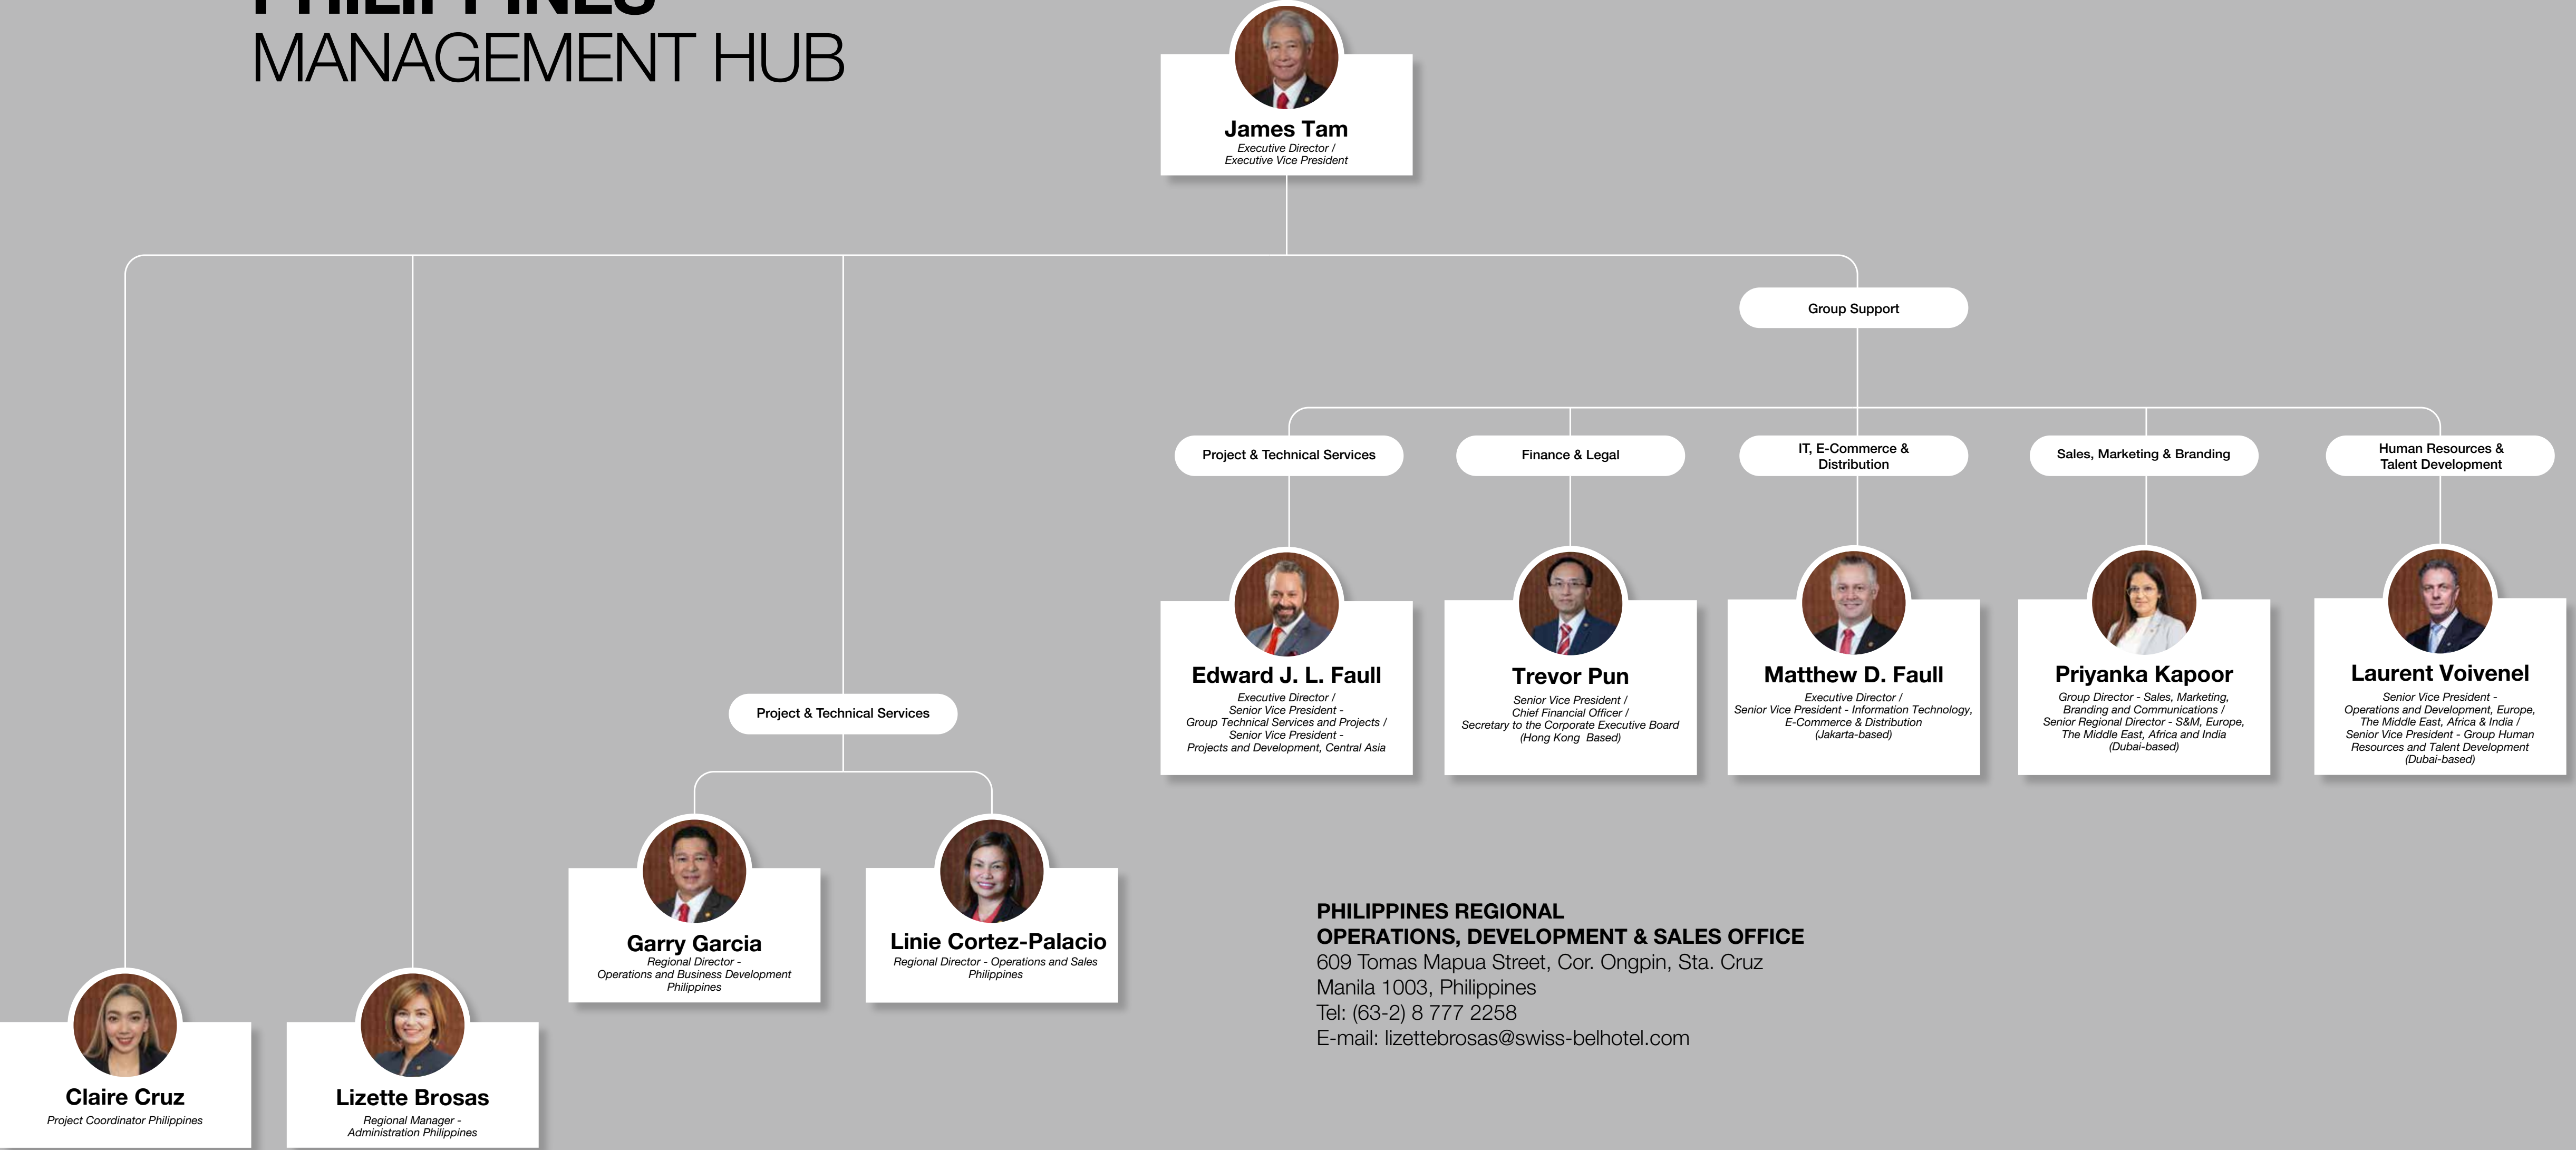 PHILIPPINES
MANAGEMENT HUB
James Tam
Executive Director /
Executive Vice President
Group Support
Project & Technical Services
Finance & Legal
IT, E-Commerce &
Distribution
Sales, Marketing & Branding
Human Resources &
Talent Development
Edward J. L. Faull
Executive Director /
Senior Vice President -
Group Technical Services and Projects /
Senior Vice President -
Projects and Development, Central Asia
Trevor Pun
Senior Vice President /
Chief Financial Officer /
Secretary to the Corporate Executive Board
(Hong Kong Based)
Matthew D. Faull
Executive Director /
Senior Vice President - Information Technology,
E-Commerce & Distribution
(Jakarta-based)
Priyanka Kapoor
Group Director - Sales, Marketing,
Branding and Communications /
Senior Regional Director - S&M, Europe,
The Middle East, Africa and India
(Dubai-based)
Laurent Voivenel
Senior Vice President -
Operations and Development, Europe,
The Middle East, Africa & India /
Senior Vice President - Group Human
Resources and Talent Development
(Dubai-based)
Project & Technical Services
Garry Garcia
Regional Director -
Operations and Business Development
Philippines
Linie Cortez-Palacio
Regional Director - Operations and Sales
Philippines
Claire Cruz
Project Coordinator Philippines
Lizette Brosas
Regional Manager -
Administration Philippines
PHILIPPINES REGIONAL
OPERATIONS, DEVELOPMENT & SALES OFFICE
609 Tomas Mapua Street, Cor. Ongpin, Sta. Cruz
Manila 1003, Philippines
Tel: (63-2) 8 777 2258
E-mail: lizettebrosas@swiss-belhotel.com